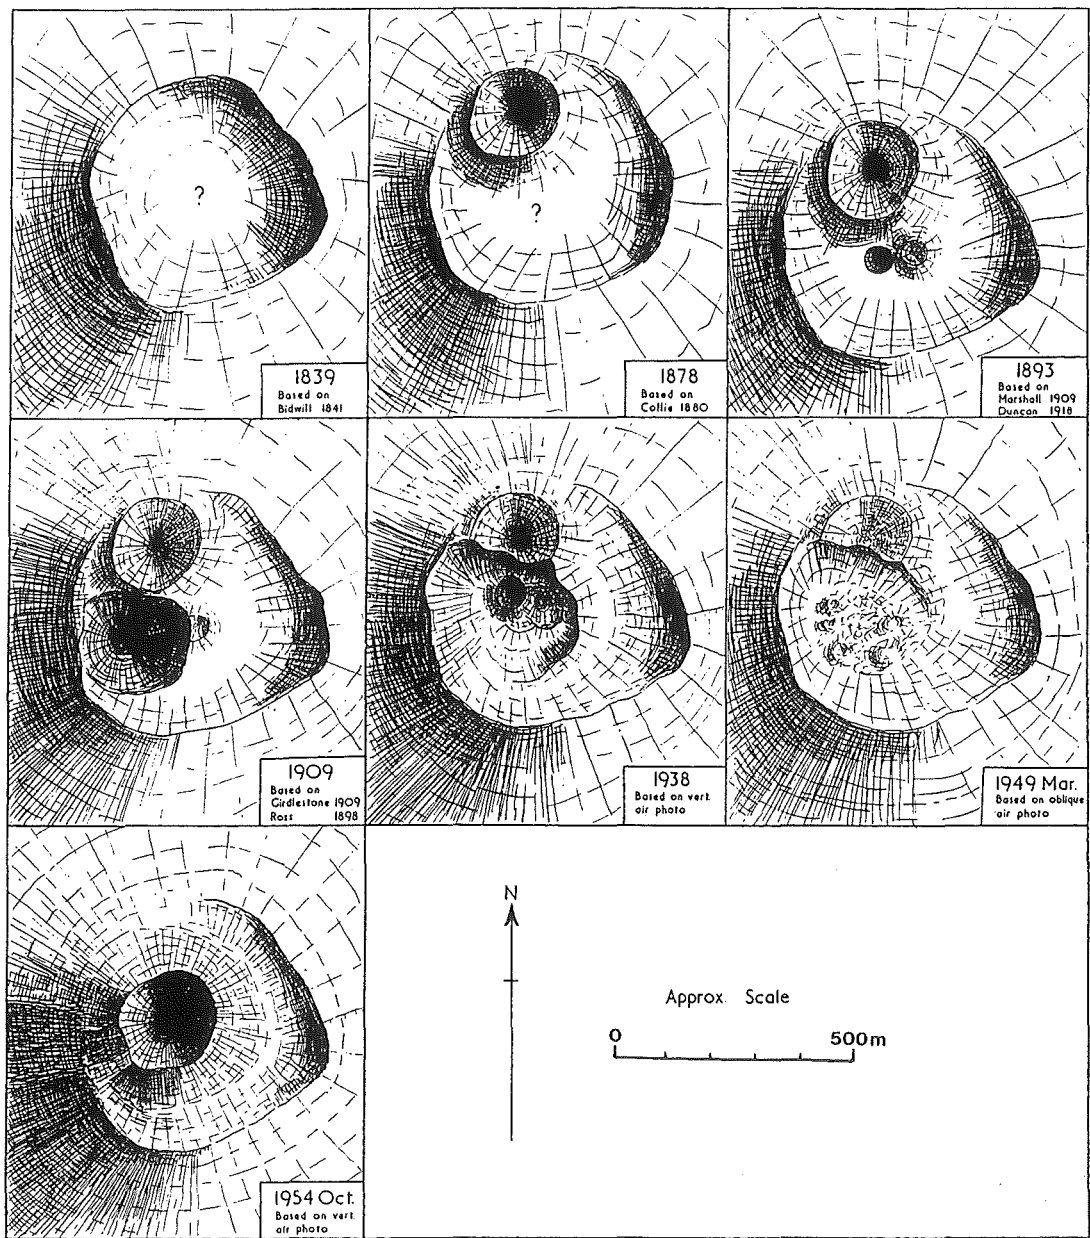 ?
1839
Based on
Bidwill 1841
?
1878
Based on
Collie 1880
1893
Based on
Marshall 1909
Duncan 1918
1909
Based on
Girdlestone 1909
Ross 1898
1938
Based on vert.
air photo
1949 Mar.
Based on oblique
air photo
1954 Oct.
Based on vert.
air photo
N
Approx. Scale
0 500m